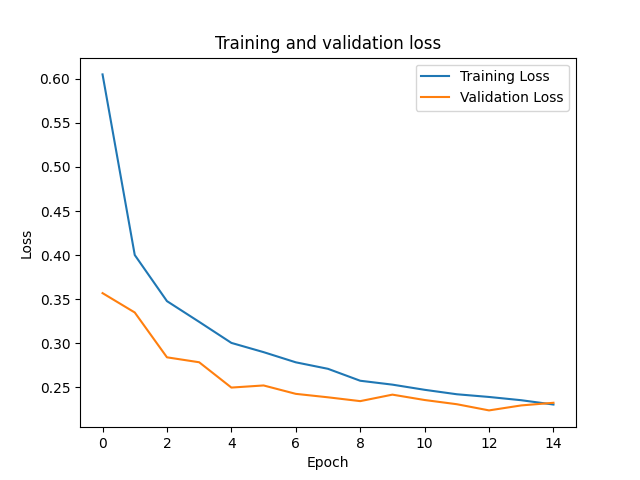 Training and validation loss
Training Loss
Validation Loss
0.60
0.55
0.50
0.45
0.40
0.35
0.30
0.25
Loss
0 2 4 6 8 10 12 14
Epoch